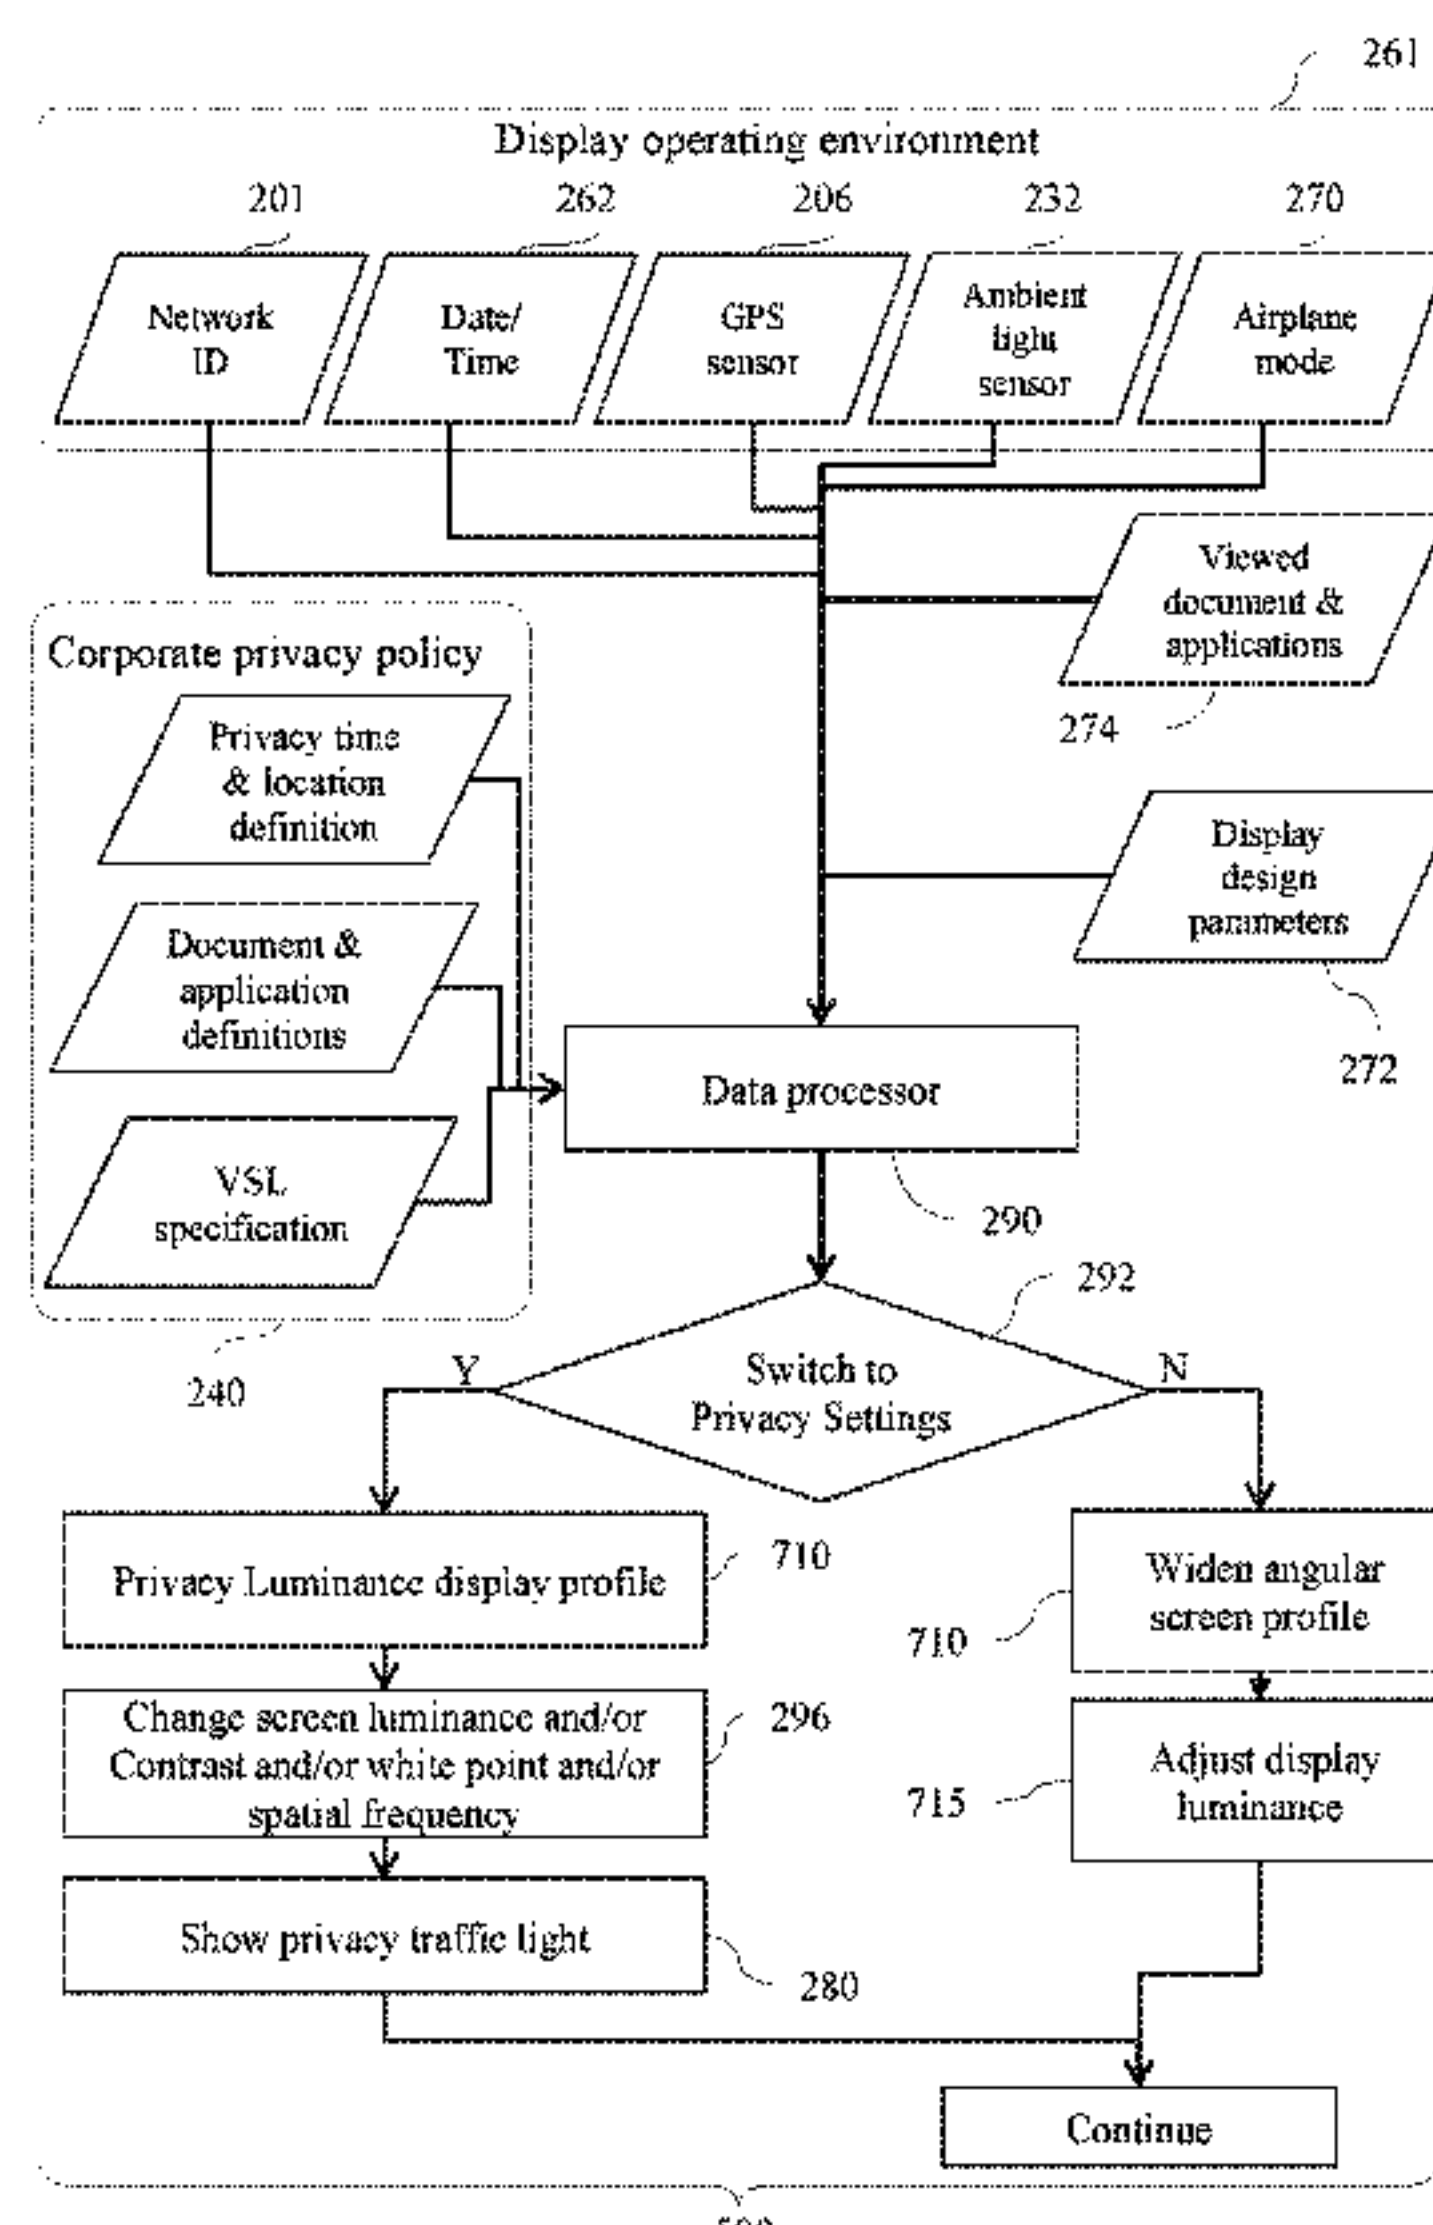 261
Display operating environment
201
262
206
232
270
Network
ID
Date/
Time
GPS
sensor
Ambient
light
sensor
Airplane
mode
Viewed
document &
applications
274
Corporate privacy policy
Privacy time
& location
definition
Display
design
parameters
272
Document &
application
definitions
Data processor
290
VSL
specification
240
292
Switch to
Privacy Settings
Y
N
Privacy Luminance display profile
710
Widen angular
screen profile
710
Change screen luminance and/or
Contrast and/or white point and/or
spatial frequency
296
Adjust display
luminance
715
Show privacy traffic light
280
Continue